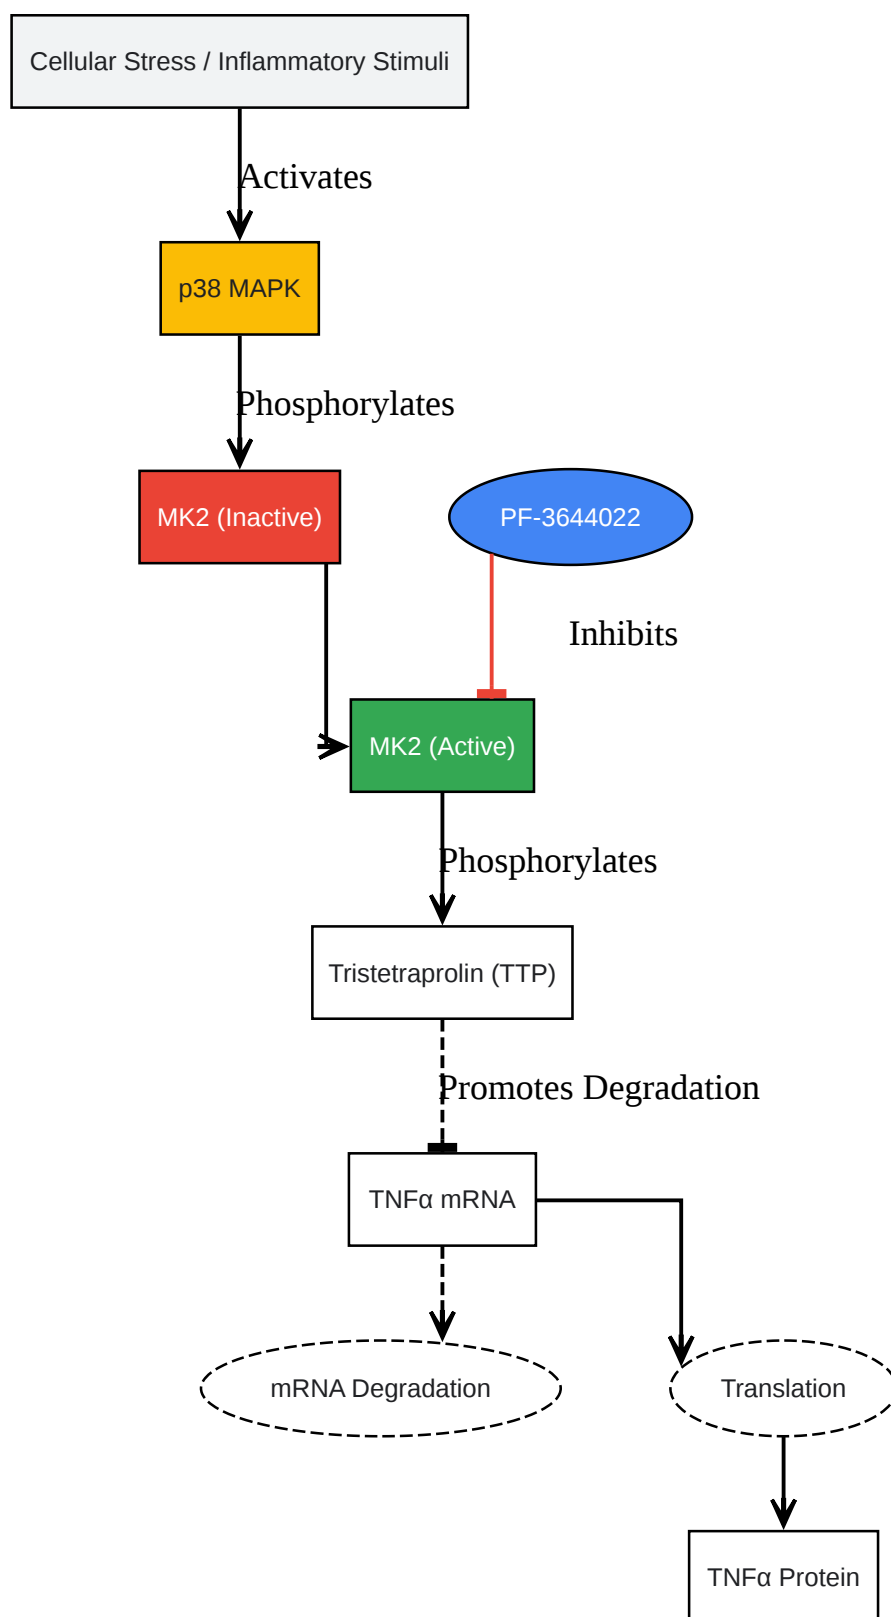 Cellular Stress / Inflammatory Stimuli
Activates
p38 MAPK
Phosphorylates
MK2 (Inactive)
PF-3644022
Inhibits
MK2 (Active)
Phosphorylates
Tristetraprolin (TTP)
Promotes Degradation
TNFα mRNA
mRNA Degradation
Translation
TNFα Protein